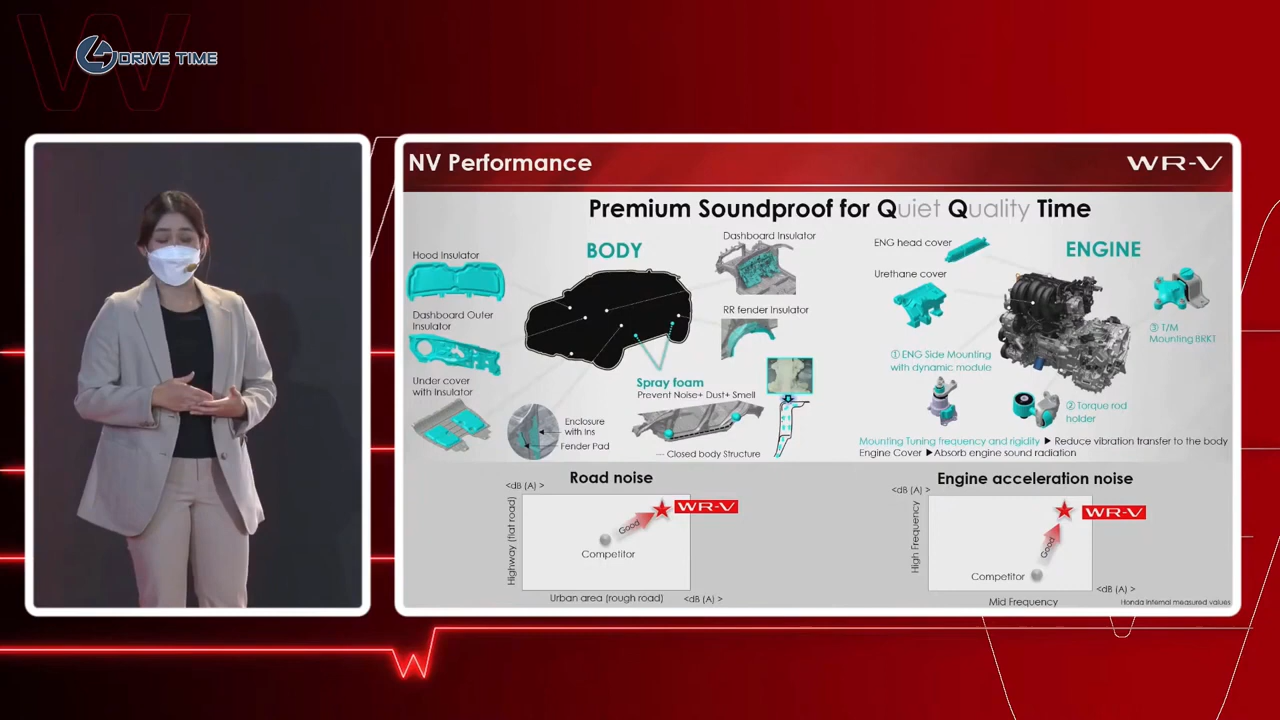 DRIVE TIME
NV Performance
WR-V
Premium Soundproof for Quiet Quality Time
BODY
ENGINE
Hood Insulator
Dashboard Outer
Insulator
Under cover
with Insulator
Dashboard Insulator
RR fender Insulator
Spray foam
Prevent Noise+ Dust+ Smell
Enclosure
with Ins
Fender Pad
--- Closed body Structure
ENG head cover
Urethane cover
① ENG Side Mounting
with dynamic module
② Torque rod
holder
③ T/M
Mounting BRKT
Mounting Tuning frequency and rigidity ▶ Reduce vibration transfer to the body
Engine Cover ▶Absorb engine sound radiation
Road noise
<dB (A) >
Highway (flat road)
Good
WR-V
Competitor
Urban area (rough road)
<dB (A) >
Engine acceleration noise
<dB (A) >
High Frequency
Good
WR-V
Competitor
<dB (A) >
Mid Frequency
Honda internal measured values